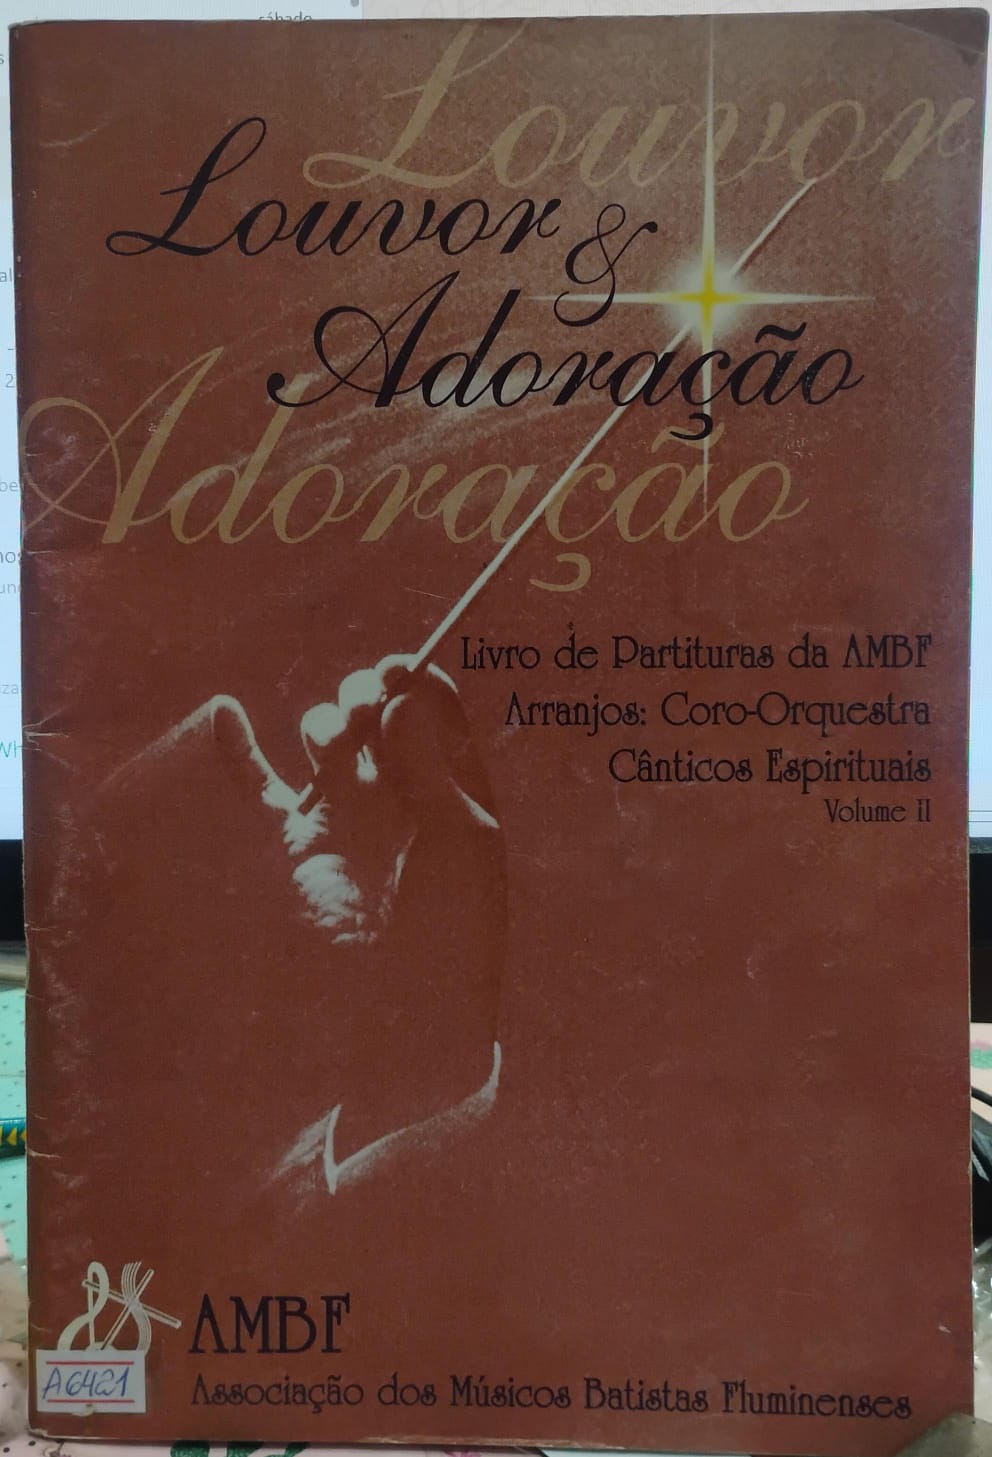 sábado
Louvor
Louvor
&
Adoração
Adoração
Livro de Partituras da AMBF
Arranjos: Coro-Orquestra
Cânticos Espirituais
Volume II
AMBF
A6421
Associação dos Músicos Batistas Fluminenses